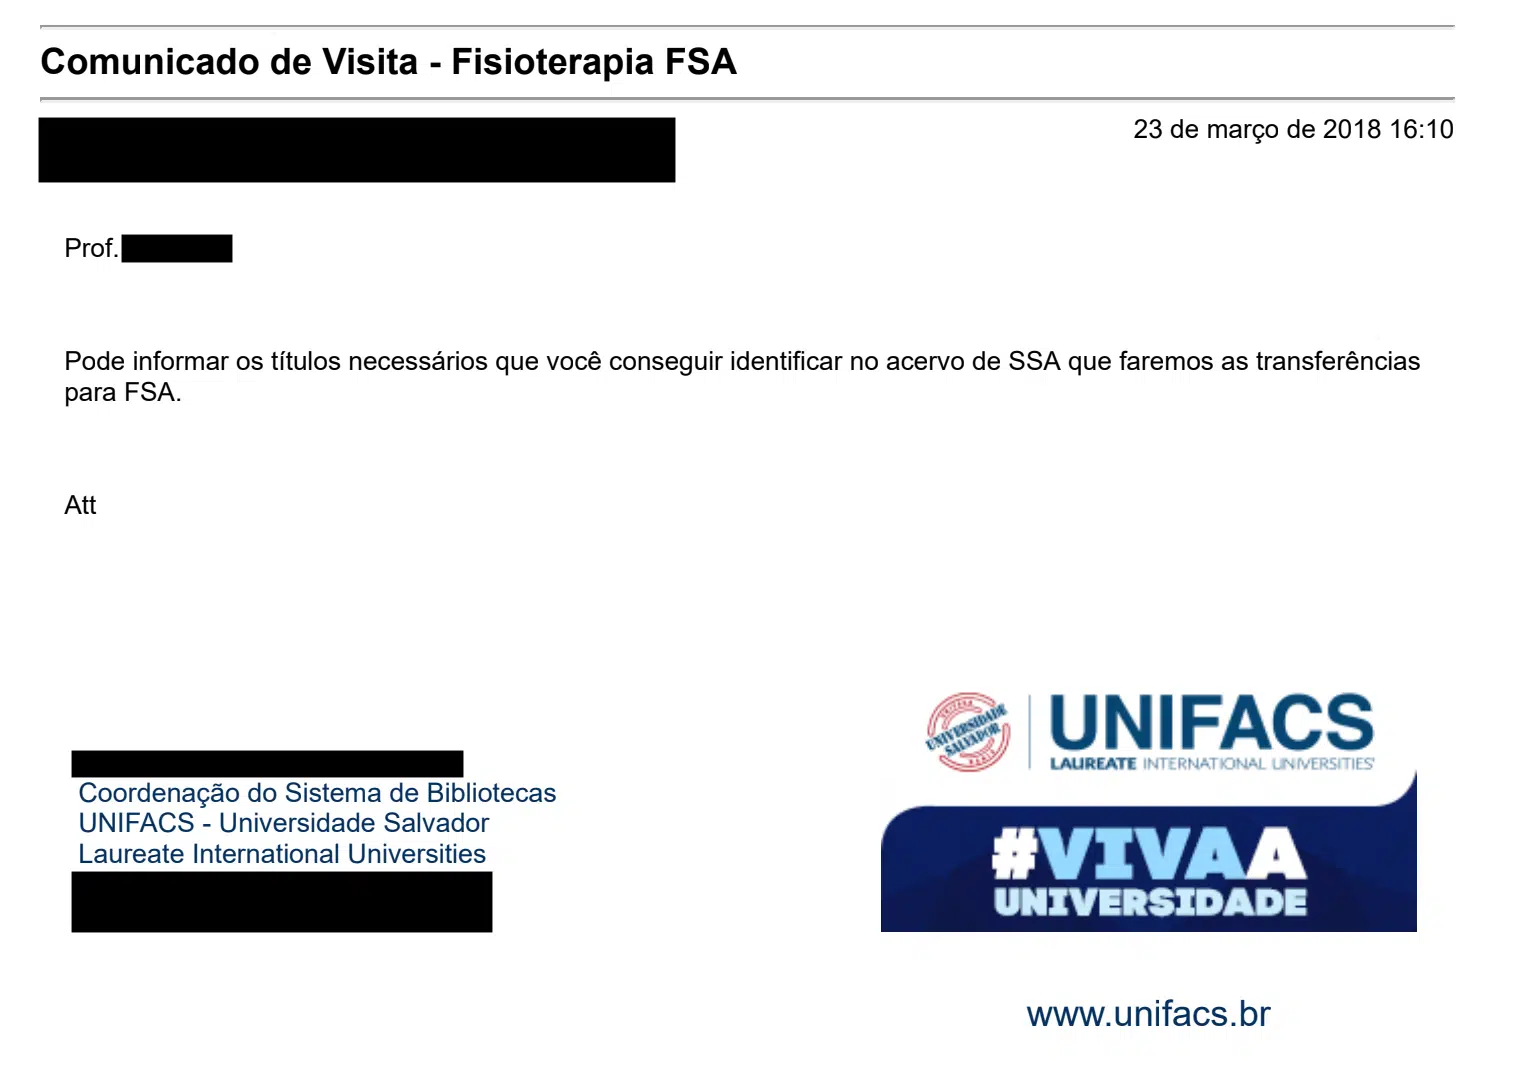 Comunicado de Visita - Fisioterapia FSA
23 de março de 2018 16:10
Prof.
Pode informar os títulos necessários que você conseguir identificar no acervo de SSA que faremos as transferências
para FSA.
Att
Coordenação do Sistema de Bibliotecas
UNIFACS - Universidade Salvador
Laureate International Universities
UNIFACS
UNIVERSIDADE
SALVADOR
UNIFACS
LAUREATE INTERNATIONAL UNIVERSITIES
#VIVAA
UNIVERSIDADE
www.unifacs.br